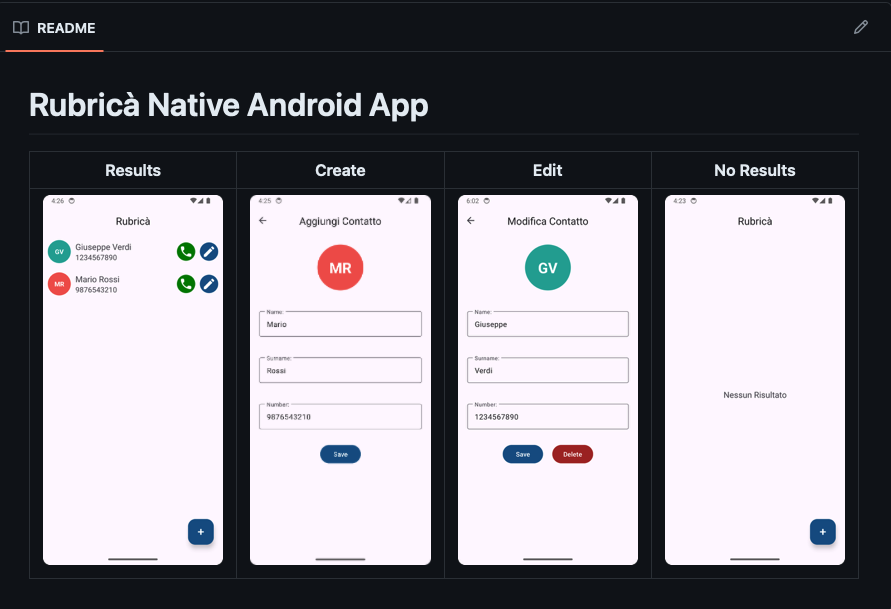 README
Rubricà Native Android App
Results
Create
Edit
No Results
4:26
Rubricà
GV
Giuseppe Verdi
1234567890
MR
Mario Rossi
9876543210
+
4:25
Aggiungi Contatto
MR
Name:
Mario
Surname:
Rossi
Number:
9876543210
Save
6:02
Modifica Contatto
GV
Name:
Giuseppe
Surname:
Verdi
Number:
1234567890
Save Delete
4:23
Rubricà
Nessun Risultato
+